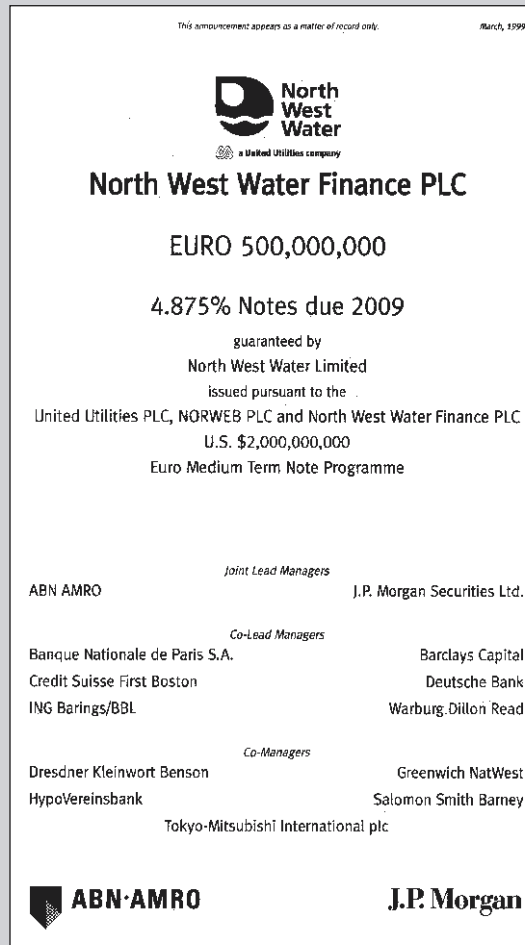 This announcement appears as a matter of record only. March, 1999
North
West
Water
a United Utilities company
North West Water Finance PLC
EURO 500,000,000
4.875% Notes due 2009
guaranteed by
North West Water Limited
issued pursuant to the
United Utilities PLC, NORWEB PLC and North West Water Finance PLC
U.S. $2,000,000,000
Euro Medium Term Note Programme
Joint Lead Managers
ABN AMRO J.P. Morgan Securities Ltd.
Co-Lead Managers
Banque Nationale de Paris S.A. Barclays Capital
Credit Suisse First Boston Deutsche Bank
ING Barings/BBL Warburg Dillon Read
Co-Managers
Dresdner Kleinwort Benson Greenwich NatWest
HypoVereinsbank Salomon Smith Barney
Tokyo-Mitsubishi International plc
ABN·AMRO J.P. Morgan